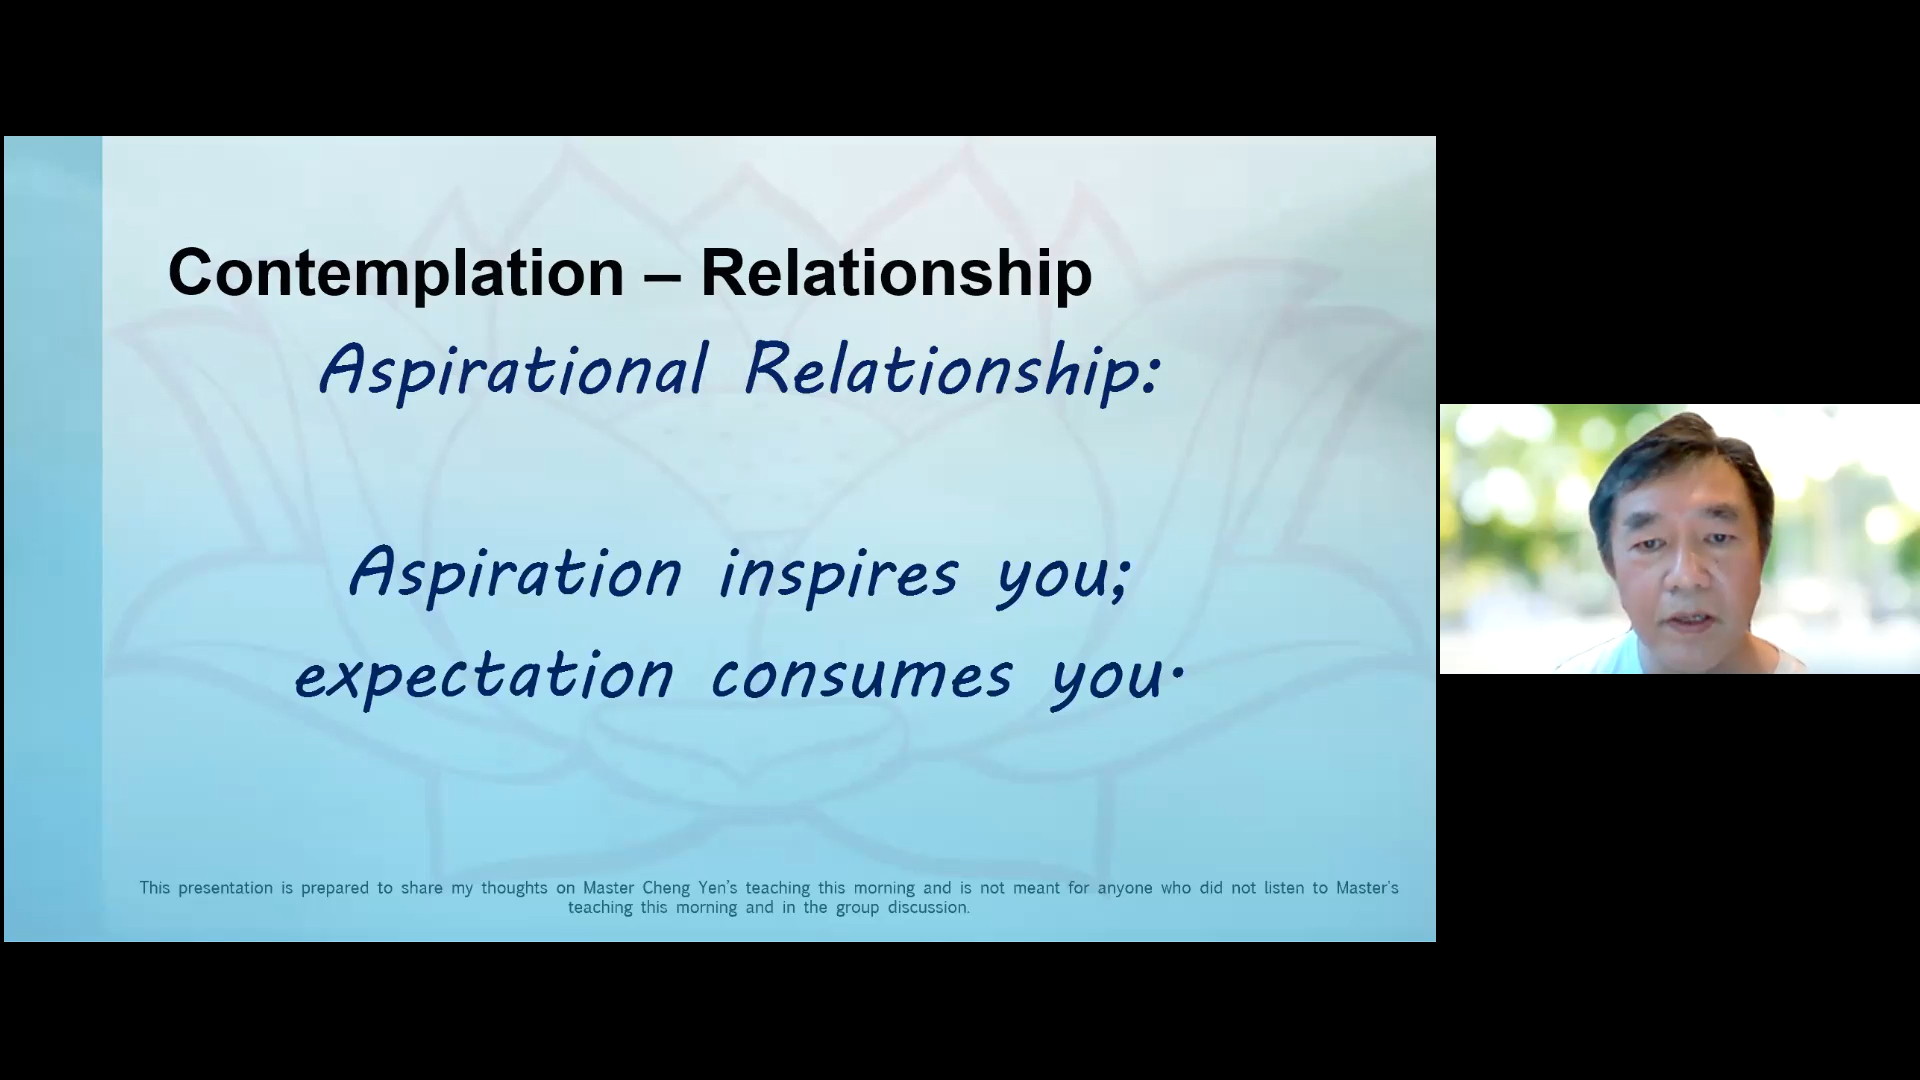 Contemplation – Relationship
Aspirational Relationship:
Aspiration inspires you;
expectation consumes you.
This presentation is prepared to share my thoughts on Master Cheng Yen's teaching this morning and is not meant for anyone who did not listen to Master's
teaching this morning and in the group discussion.